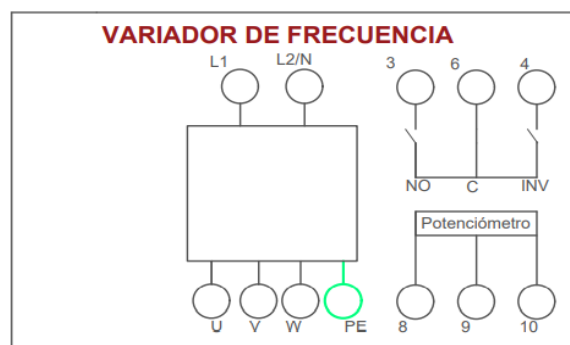 VARIADOR DE FRECUENCIA
L1 L2/N 3 6 4
NO C INV
Potenciómetro
U V W PE 8 9 10